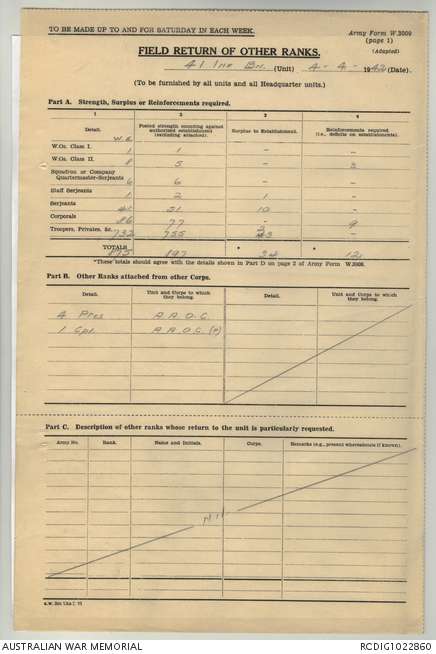 TO BE MADE UP TO AND FOR SATURDAY IN EACH WEEK.
Army Form W.3009
(page 1)
(Adapted)
FIELD RETURN OF OTHER RANKS.
41 Inf Bn. (Unit) 4-4-1942 (Date).
(To be furnished by all units and all Headquarter units.)
Part A. Strength, Surplus or Reinforcements required.
1 2 3 4
Detail. Posted strength counting against authorized establishment (excluding attached). Surplus to Establishment. Reinforcements required (i.e., deficits on establishments).
W.E
W.Os. Class I. 1 1 - -
W.Os. Class II. 8 5 - 3
Squadron or Company
Quartermaster-Serjeants 6 6 - -
Staff Serjeants 1 2 1 -
Serjeants 41 51 10 -
Corporals 86 77 - 9
Troopers, Privates, &c. 732 755 23 -
TOTALS 875 897 * 34 * 12
*These totals should agree with the details shown in Part D on page 2 of Army Form W.3008.
Part B. Other Ranks attached from other Corps.
Detail. Unit and Corps to which they belong. Detail. Unit and Corps to which they belong.
4 Ptes A.A.O.C.
1 Cpl. A.A.O.C.
Part C. Description of other ranks whose return to the unit is particularly requested.
Army No. Rank. Name and Initials. Corps. Remarks (e.g., present whereabouts if known).
Nil
AUSTRALIAN WAR MEMORIAL
RCDIG1022860